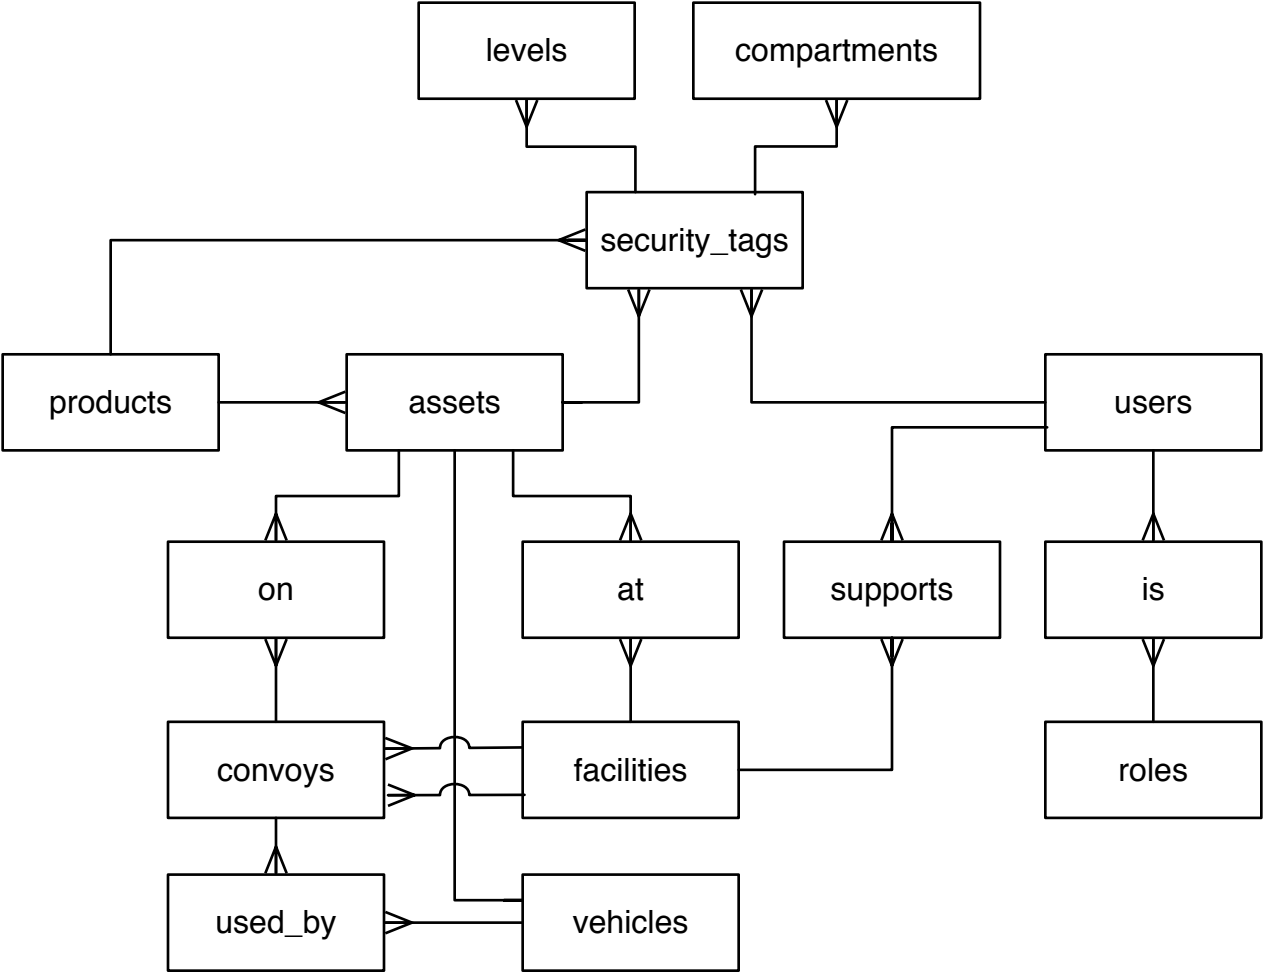 levels
compartments
security_tags
products
assets
users
on
at
supports
is
convoys
facilities
roles
used_by
vehicles